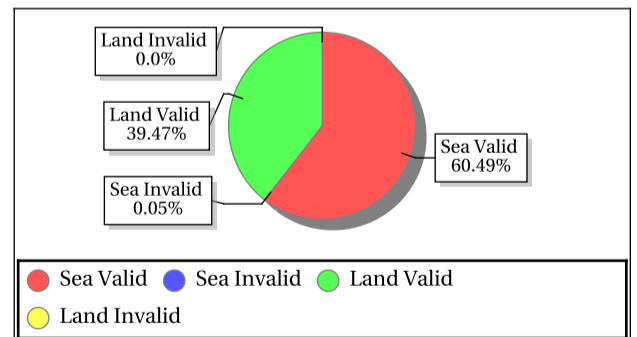 Land Invalid
0.0%
Land Valid
39.47%
Sea Valid
60.49%
Sea Invalid
0.05%
Sea Valid Sea Invalid Land Valid
Land Invalid